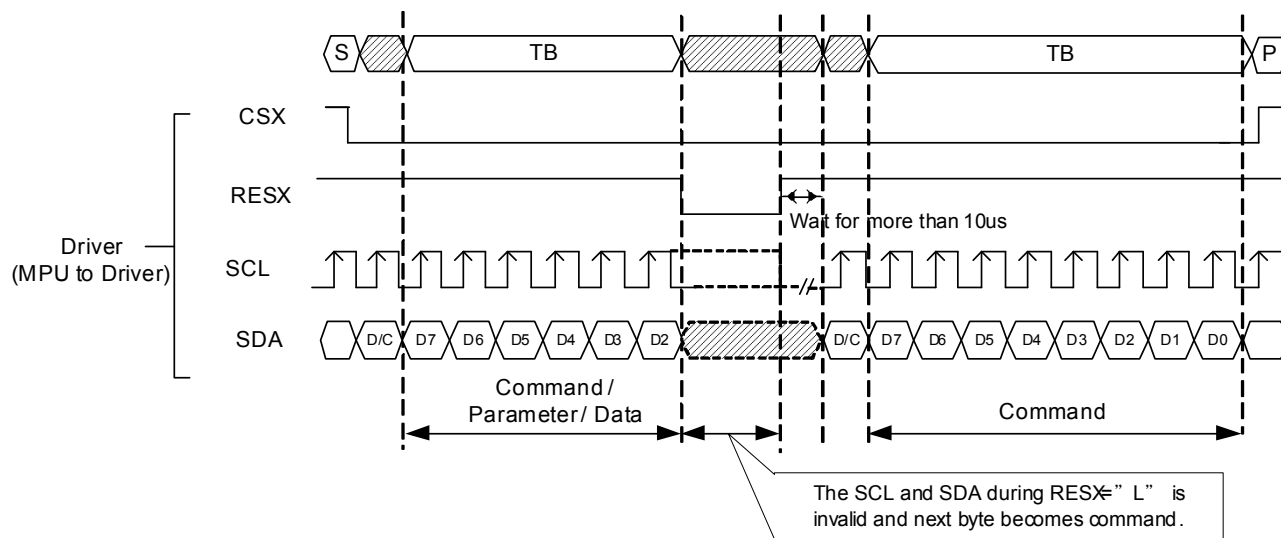 S TB TB P
CSX
RESX
Wait for more than 10us
Driver
(MPU to Driver)
SCL
SDA
D/C D7 D6 D5 D4 D3 D2 D/C D7 D6 D5 D4 D3 D2 D1 D0
Command /
Parameter / Data
Command
The SCL and SDA during RESX=” L” is
invalid and next byte becomes command.